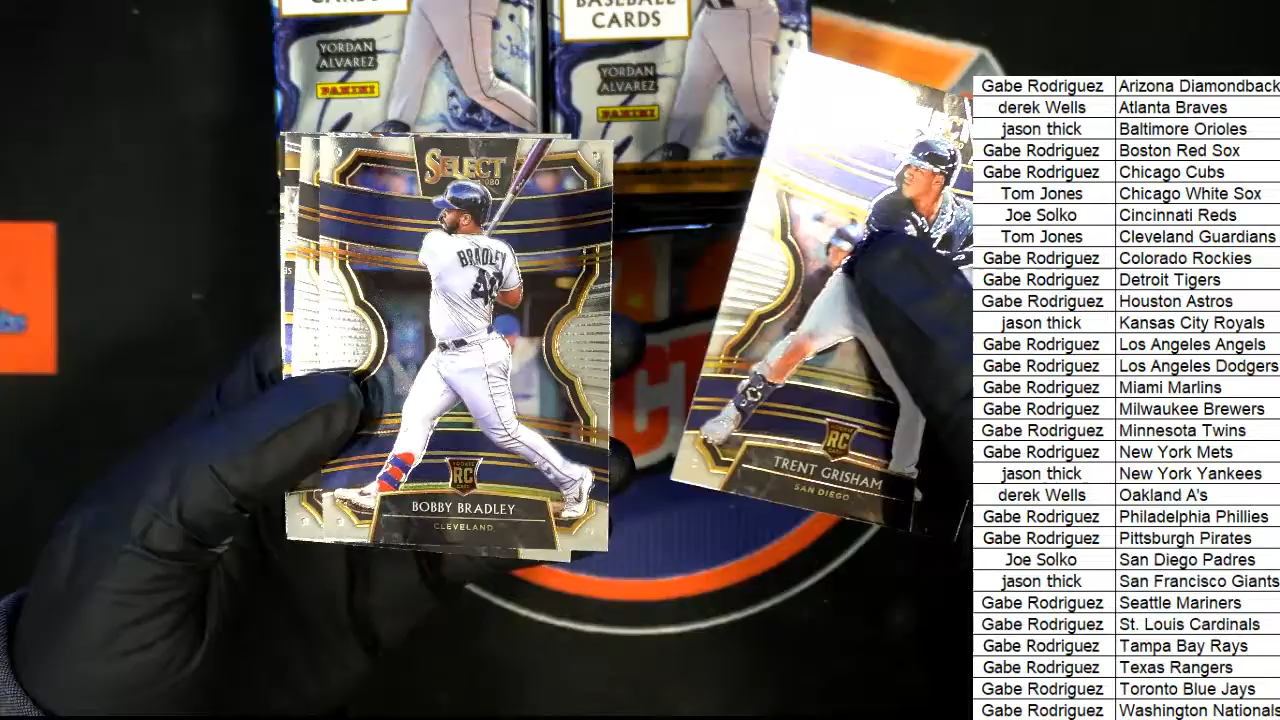 CARDS
BASEBALL
CARDS
YORDAN
ALVAREZ
PANINI
YORDAN
ALVAREZ
PANINI
SELECT
2020
BRADLEY
ROOKIE
RC
BOBBY BRADLEY
CLEVELAND
RC
TRENT GRISHAM
SAN DIEGO
Gabe Rodriguez Arizona Diamondback
derek Wells Atlanta Braves
jason thick Baltimore Orioles
Gabe Rodriguez Boston Red Sox
Gabe Rodriguez Chicago Cubs
Tom Jones Chicago White Sox
Joe Solko Cincinnati Reds
Tom Jones Cleveland Guardians
Gabe Rodriguez Colorado Rockies
Gabe Rodriguez Detroit Tigers
Gabe Rodriguez Houston Astros
jason thick Kansas City Royals
Gabe Rodriguez Los Angeles Angels
Gabe Rodriguez Los Angeles Dodgers
Gabe Rodriguez Miami Marlins
Gabe Rodriguez Milwaukee Brewers
Gabe Rodriguez Minnesota Twins
Gabe Rodriguez New York Mets
jason thick New York Yankees
derek Wells Oakland A's
Gabe Rodriguez Philadelphia Phillies
Gabe Rodriguez Pittsburgh Pirates
Joe Solko San Diego Padres
jason thick San Francisco Giants
Gabe Rodriguez Seattle Mariners
Gabe Rodriguez St. Louis Cardinals
Gabe Rodriguez Tampa Bay Rays
Gabe Rodriguez Texas Rangers
Gabe Rodriguez Toronto Blue Jays
Gabe Rodriguez Washington Nationals